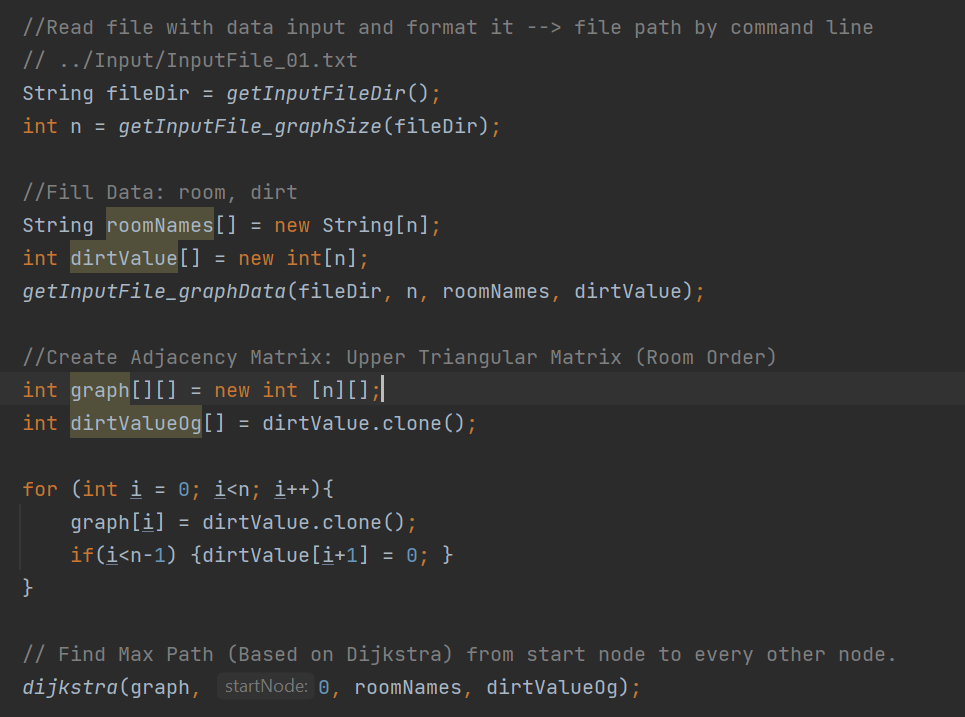 //Read file with data input and format it --> file path by command line
// ../Input/InputFile_01.txt
String fileDir = getInputFileDir();
int n = getInputFile_graphSize(fileDir);
//Fill Data: room, dirt
String roomNames[] = new String[n];
int dirtValue[] = new int[n];
getInputFile_graphData(fileDir, n, roomNames, dirtValue);
//Create Adjacency Matrix: Upper Triangular Matrix (Room Order)
int graph[][] = new int [n][];
int dirtValueOg[] = dirtValue.clone();
for (int i = 0; i<n; i++){
    graph[i] = dirtValue.clone();
    if(i<n-1) {dirtValue[i+1] = 0; }
}
// Find Max Path (Based on Dijkstra) from start node to every other node.
dijkstra(graph, startNode: 0, roomNames, dirtValueOg);